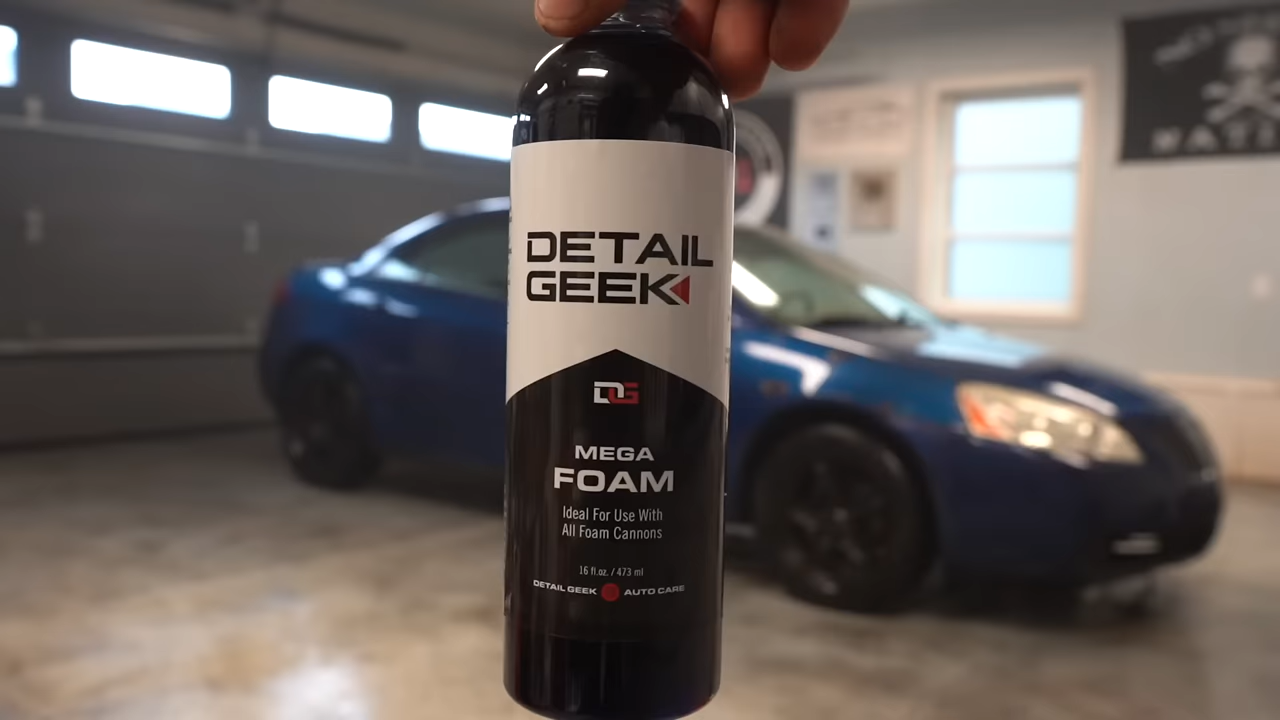 DETAIL
GEEK
DG
MEGA
FOAM
Ideal For Use With
All Foam Cannons
16 fl.oz. / 473 ml
DETAIL GEEK AUTO CARE